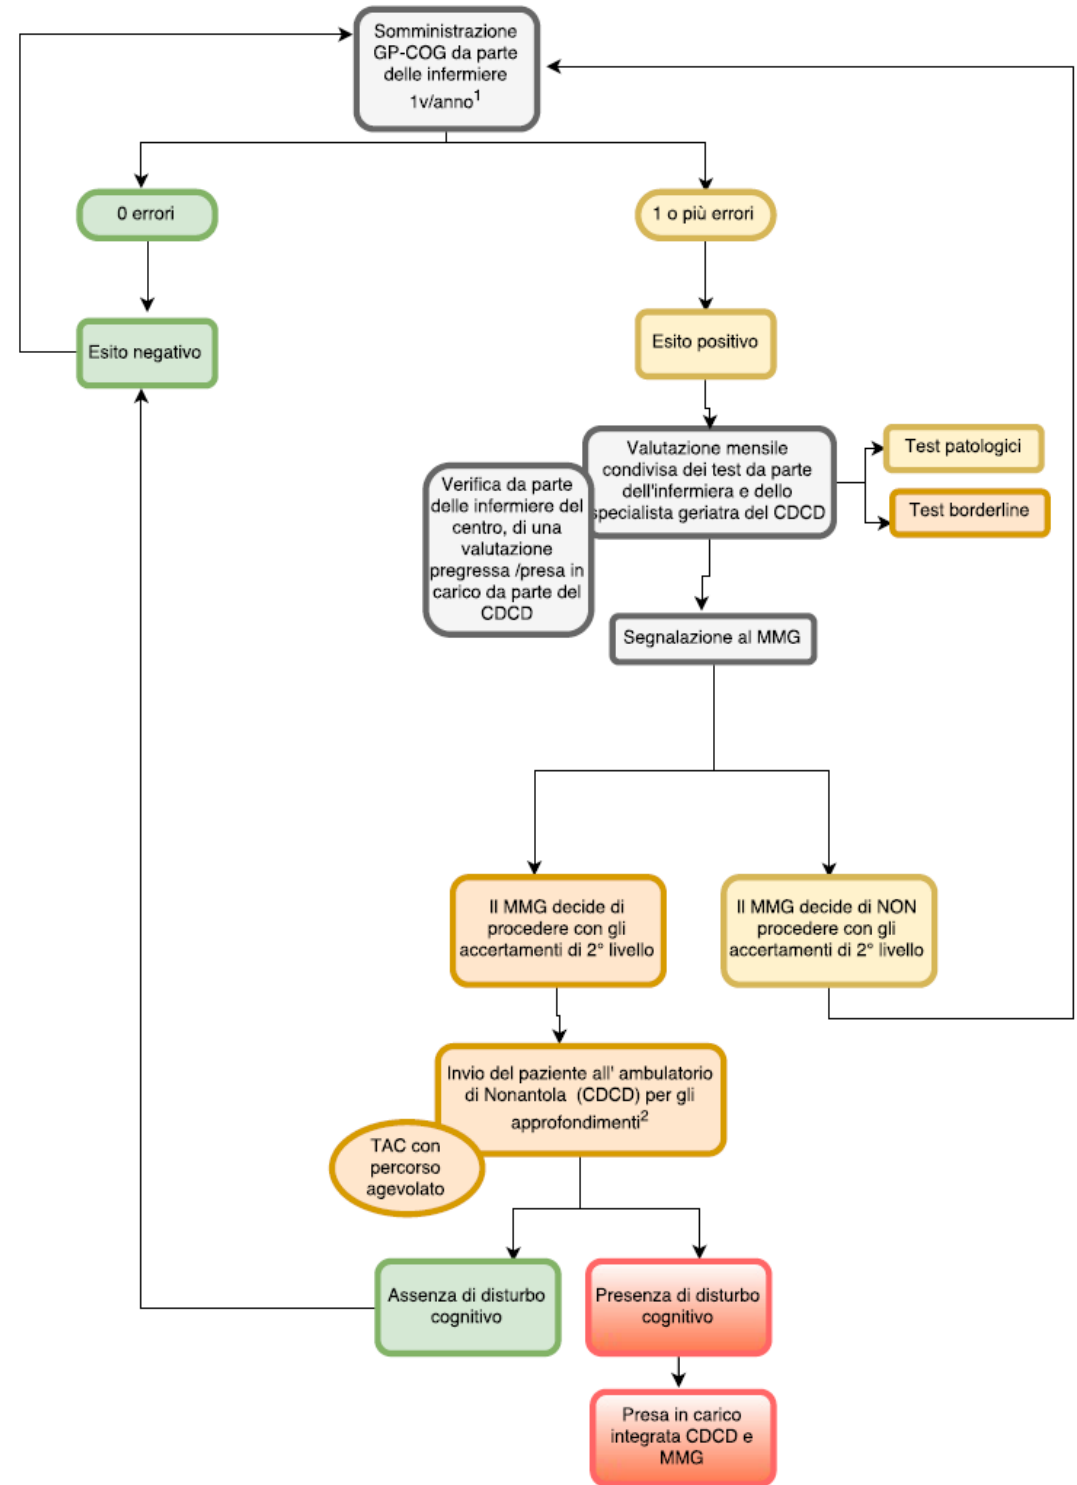 Somministrazione
GP-COG da parte
delle infermiere
1v/anno1
0 errori
1 o più errori
Esito negativo
Esito positivo
Valutazione mensile
condivisa dei test da parte
dell'infermiera e dello
specialista geriatra del CDCD
Test patologici
Test borderline
Verifica da parte
delle infermiere del
centro, di una
valutazione
pregressa /presa in
carico da parte del
CDCD
Segnalazione al MMG
Il MMG decide di
procedere con gli
accertamenti di 2° livello
Il MMG decide di NON
procedere con gli
accertamenti di 2° livello
Invio del paziente all' ambulatorio
di Nonantola (CDCD) per gli
approfondimenti2
TAC con
percorso
agevolato
Assenza di disturbo
cognitivo
Presenza di disturbo
cognitivo
Presa in carico
integrata CDCD e
MMG